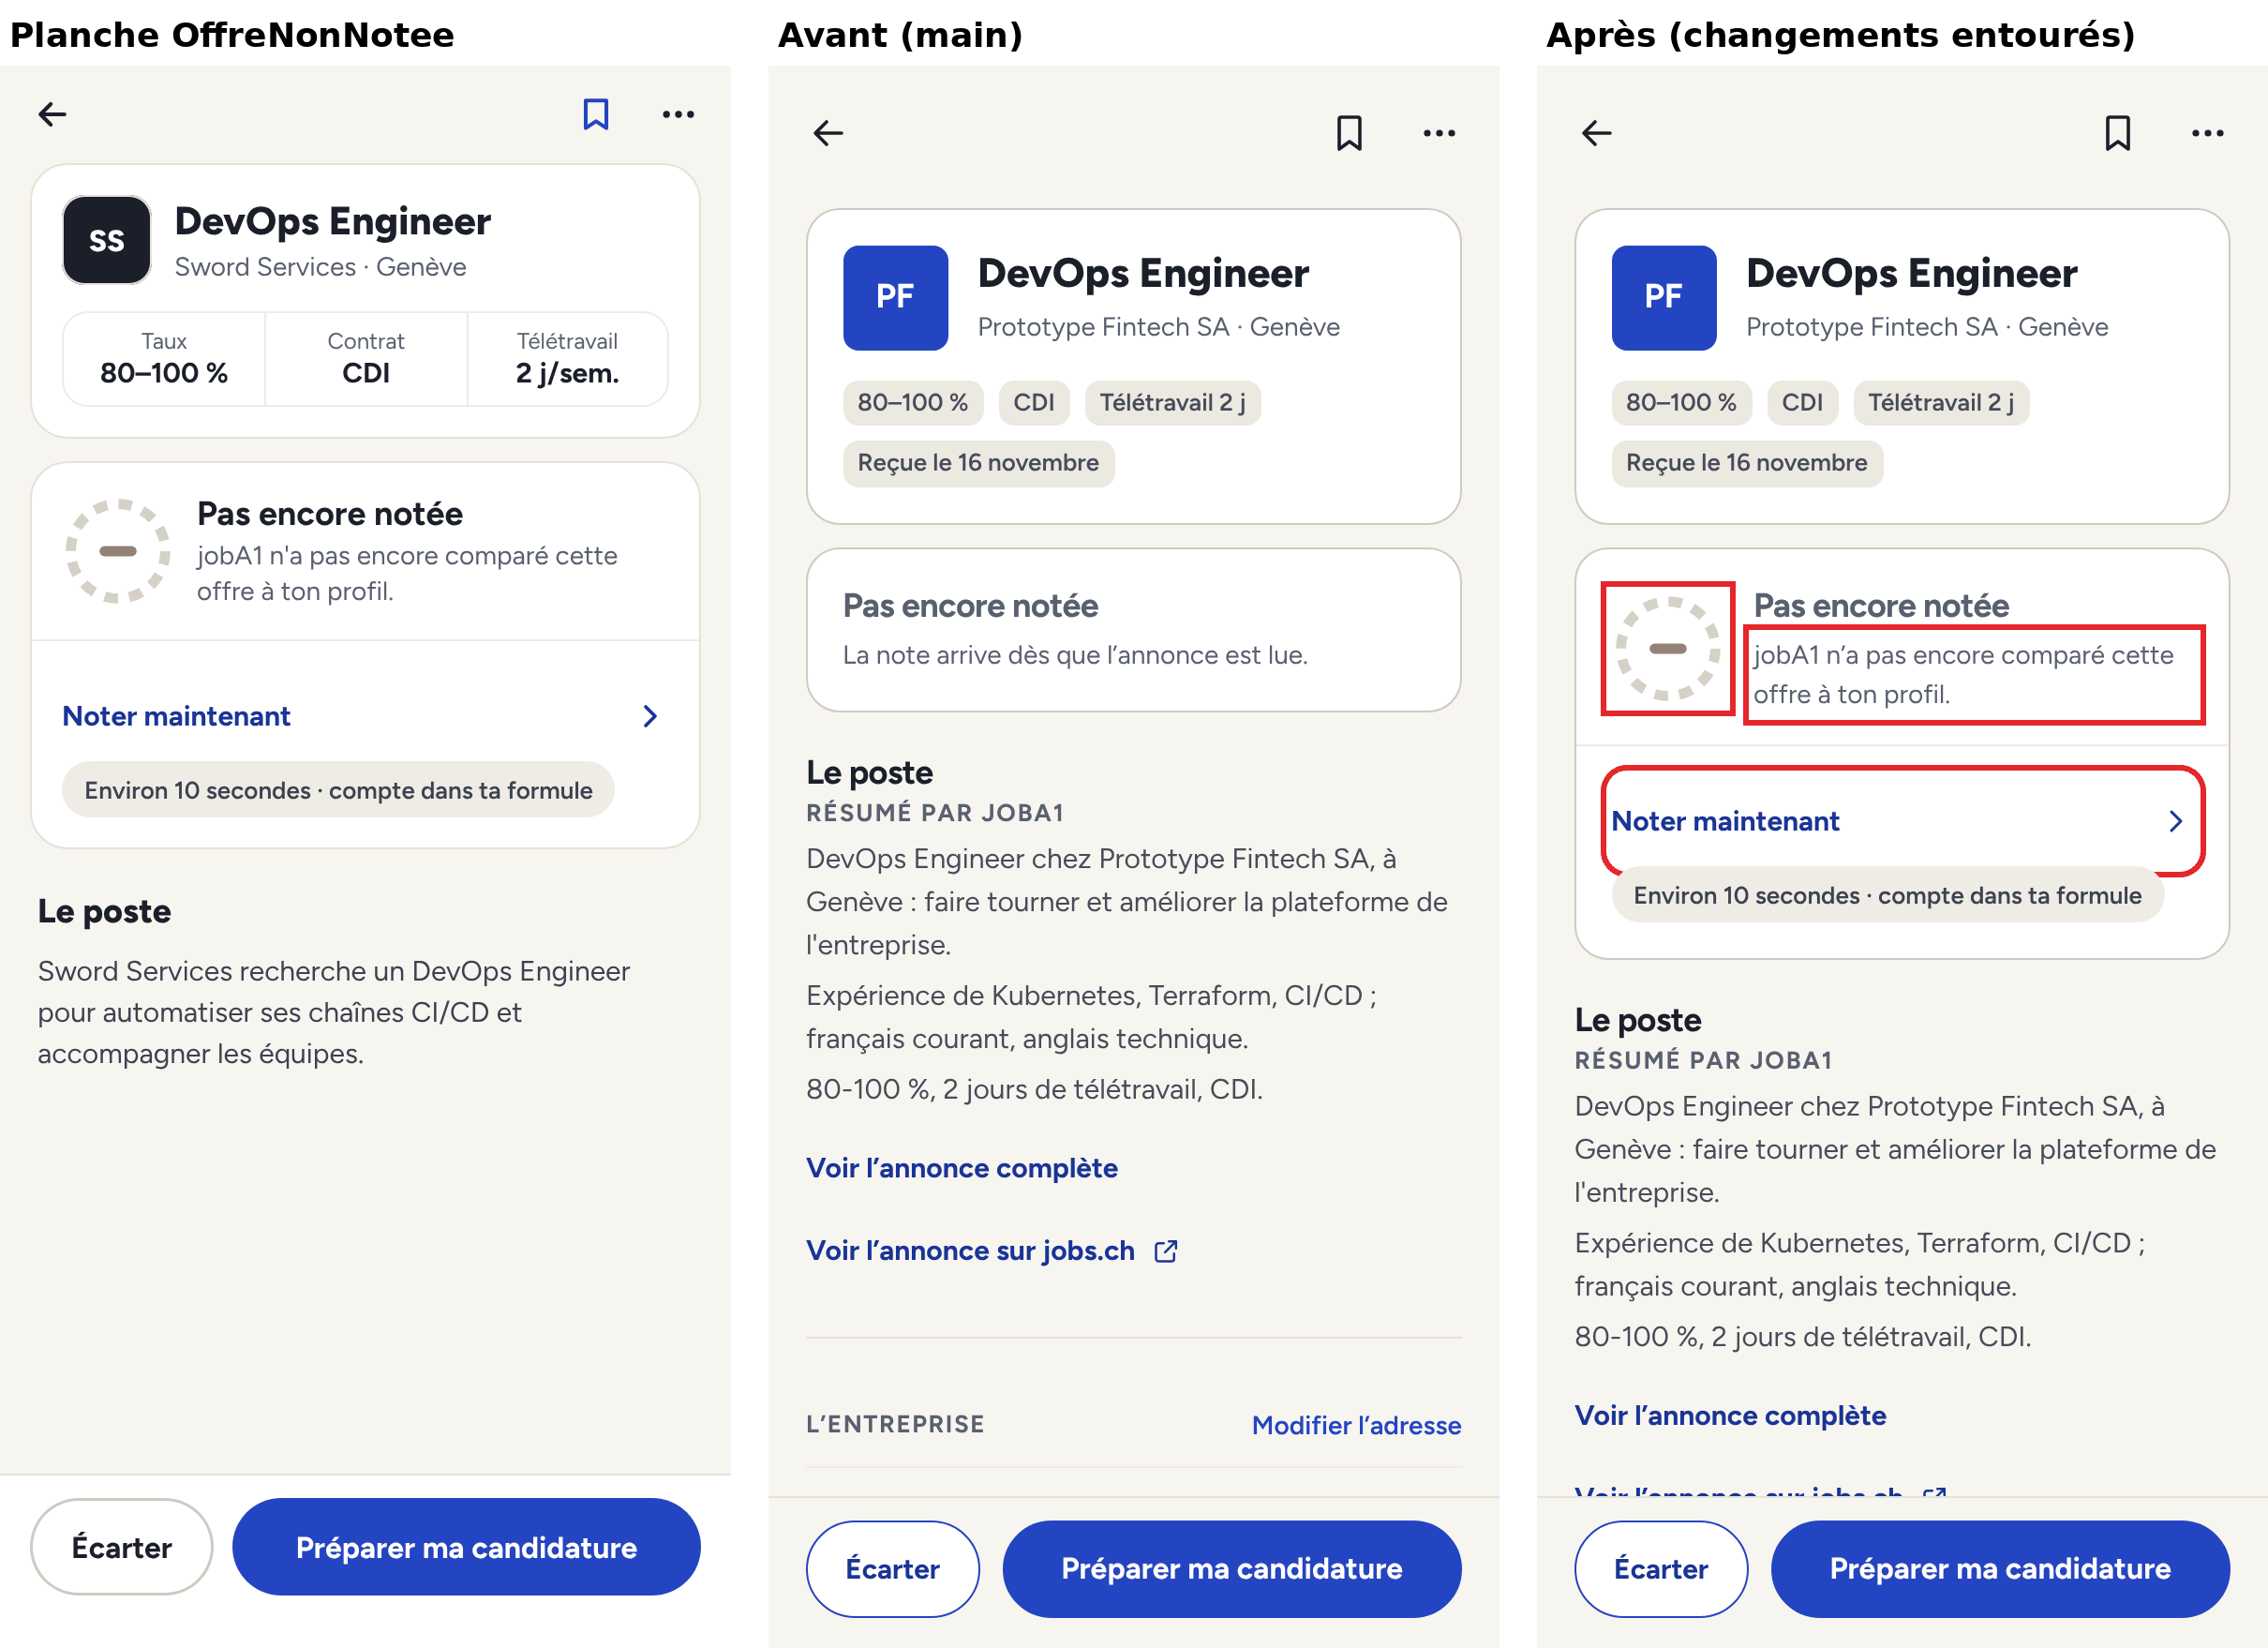 Planche OffreNonNotee
SS
DevOps Engineer
Sword Services · Genève
Taux
80–100 %
Contrat
CDI
Télétravail
2 j/sem.
Pas encore notée
jobA1 n'a pas encore comparé cette
offre à ton profil.
Noter maintenant
Environ 10 secondes · compte dans ta formule
Le poste
Sword Services recherche un DevOps Engineer
pour automatiser ses chaînes CI/CD et
accompagner les équipes.
Écarter
Préparer ma candidature
Avant (main)
PF
DevOps Engineer
Prototype Fintech SA · Genève
80–100 %
CDI
Télétravail 2 j
Reçue le 16 novembre
Pas encore notée
La note arrive dès que l’annonce est lue.
Le poste
RÉSUMÉ PAR JOBA1
DevOps Engineer chez Prototype Fintech SA, à
Genève : faire tourner et améliorer la plateforme de
l'entreprise.
Expérience de Kubernetes, Terraform, CI/CD ;
français courant, anglais technique.
80-100 %, 2 jours de télétravail, CDI.
Voir l’annonce complète
Voir l’annonce sur jobs.ch
L’ENTREPRISE
Modifier l’adresse
Écarter
Préparer ma candidature
Après (changements entourés)
PF
DevOps Engineer
Prototype Fintech SA · Genève
80–100 %
CDI
Télétravail 2 j
Reçue le 16 novembre
Pas encore notée
jobA1 n’a pas encore comparé cette
offre à ton profil.
Noter maintenant
Environ 10 secondes · compte dans ta formule
Le poste
RÉSUMÉ PAR JOBA1
DevOps Engineer chez Prototype Fintech SA, à
Genève : faire tourner et améliorer la plateforme de
l'entreprise.
Expérience de Kubernetes, Terraform, CI/CD ;
français courant, anglais technique.
80-100 %, 2 jours de télétravail, CDI.
Voir l’annonce complète
Voir l’annonce sur jobs.ch
Écarter
Préparer ma candidature